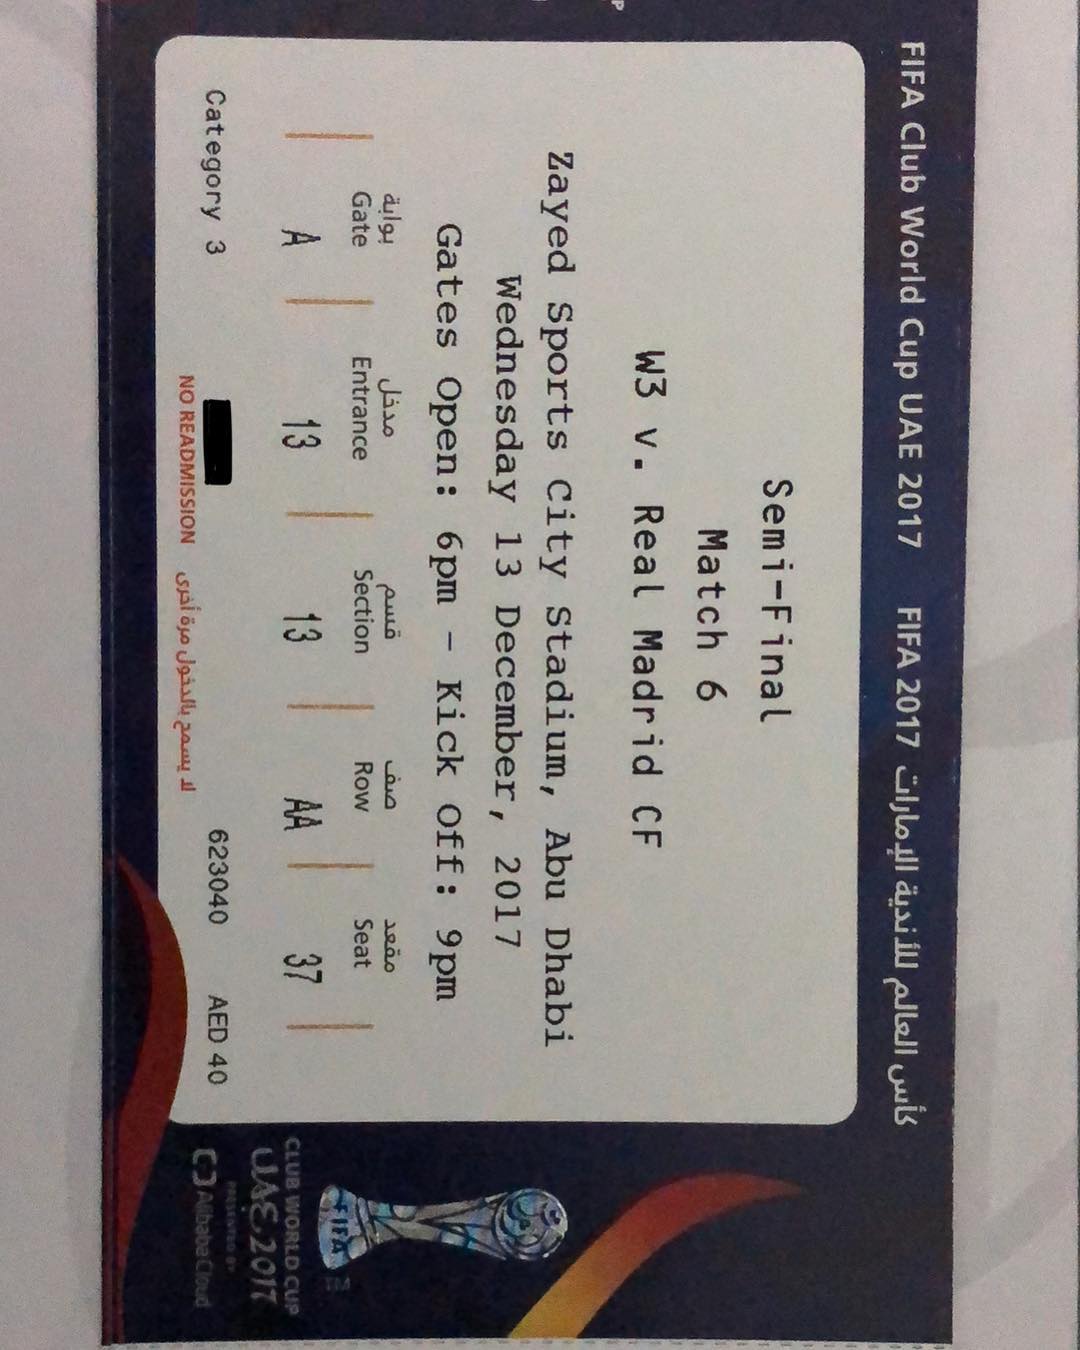 FIFA Club World Cup UAE 2017 كأس العالم للأندية الإمارات FIFA 2017
Semi-Final
Match 6
W3 v. Real Madrid CF
Zayed Sports City Stadium, Abu Dhabi
Wednesday 13 December, 2017
Gates Open: 6pm - Kick Off: 9pm
بوابة مدخل قسم صف مقعد
Gate Entrance Section Row Seat
A 13 13 AA 37
Category 3 623040 AED 40
NO READMISSION لا يسمح بالدخول مرة أخرى
FIFA
CLUB WORLD CUP
UAE 2017
PRESENTED BY
Alibaba Cloud